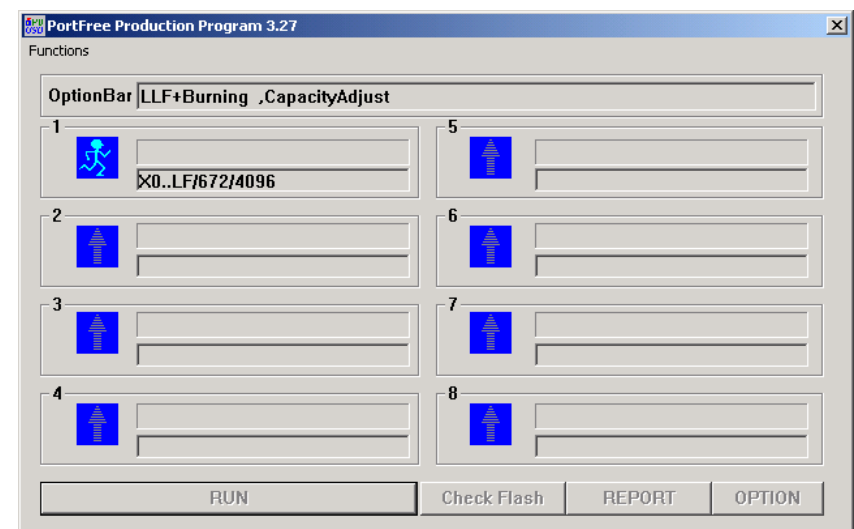 PortFree Production Program 3.27
Functions
OptionBar LLF+Burning ,CapacityAdjust
1
X0..LF/672/4096
5
2
6
3
7
4
8
RUN Check Flash REPORT OPTION